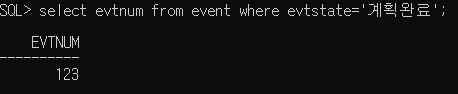 SQL> select evtnum from event where evtstate='계획완료';
EVTNUM
----------
123